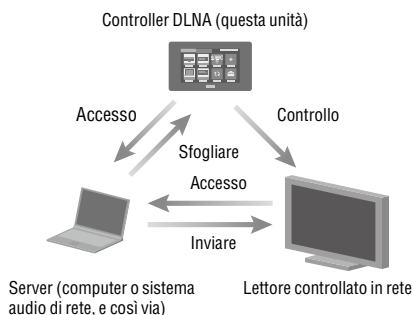 Controller DLNA (questa unità)
Accesso
Controllo
Sfogliare
Accesso
Inviare
Server (computer o sistema
audio di rete, e così via)
Lettore controllato in rete